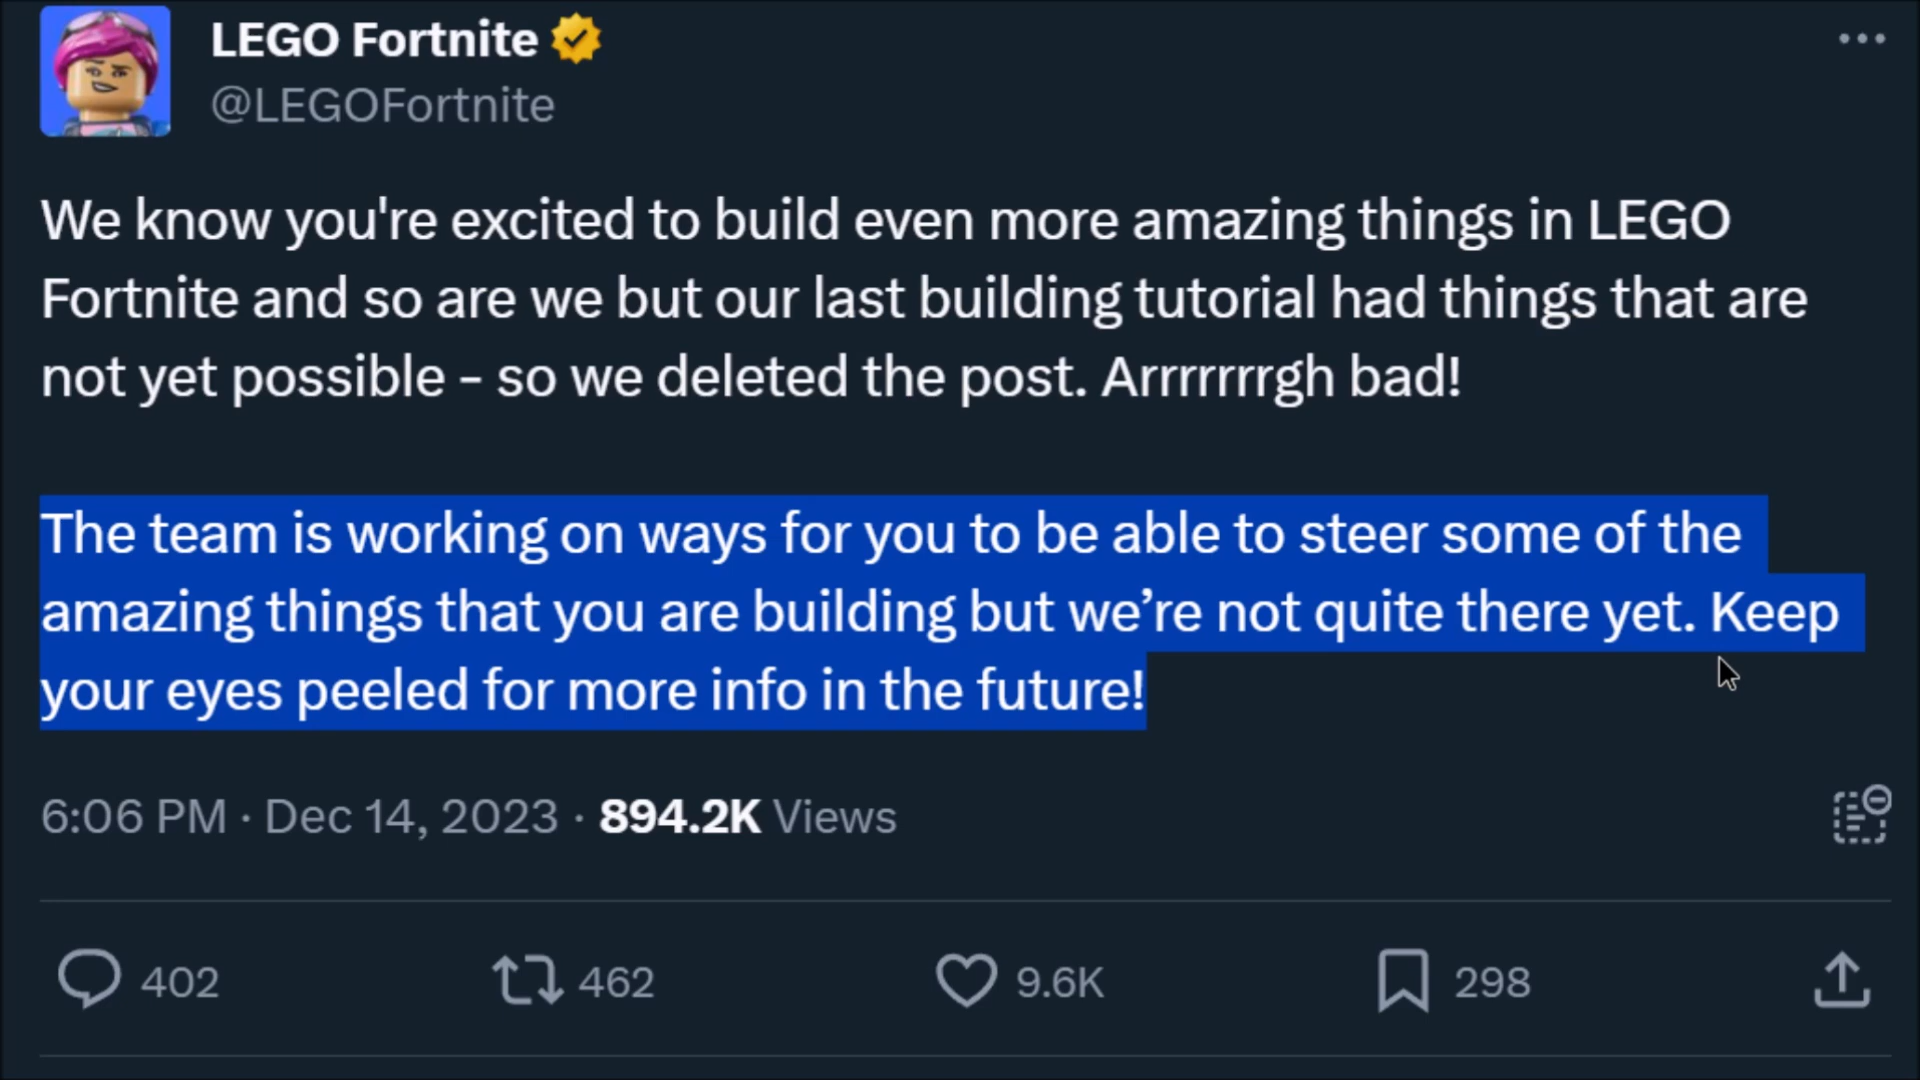 LEGO Fortnite
@LEGOFortnite
We know you're excited to build even more amazing things in LEGO
Fortnite and so are we but our last building tutorial had things that are
not yet possible – so we deleted the post. Arrrrrrrgh bad!
The team is working on ways for you to be able to steer some of the
amazing things that you are building but we’re not quite there yet. Keep
your eyes peeled for more info in the future!
6:06 PM · Dec 14, 2023 · 894.2K Views
402 462 9.6K 298